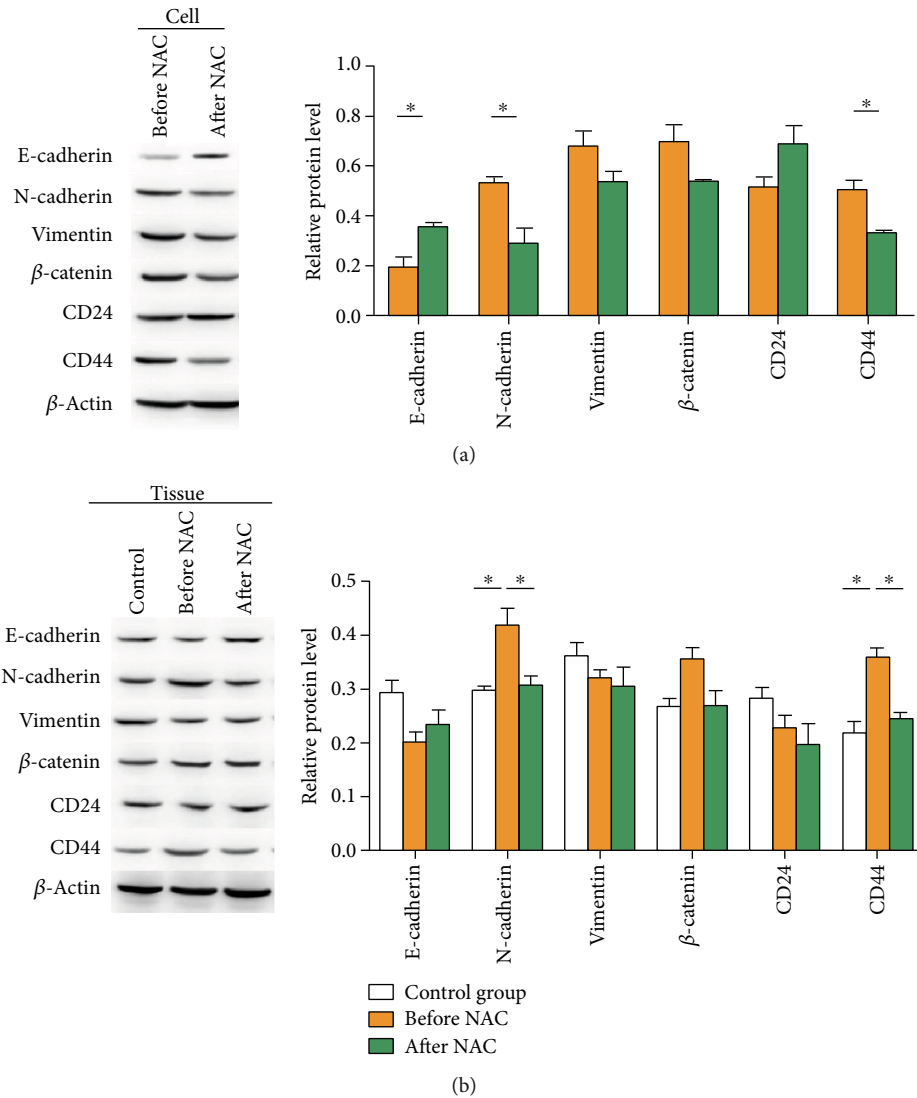 Cell
Before NAC
After NAC
E-cadherin
N-cadherin
Vimentin
β-catenin
CD24
CD44
β-Actin
Relative protein level
1.0
0.8
0.6
0.4
0.2
0.0
*
*
*
E-cadherin
N-cadherin
Vimentin
β-catenin
CD24
CD44
(a)
Tissue
Control
Before NAC
After NAC
E-cadherin
N-cadherin
Vimentin
β-catenin
CD24
CD44
β-Actin
Relative protein level
0.5
0.4
0.3
0.2
0.1
0.0
* *
* *
E-cadherin
N-cadherin
Vimentin
β-catenin
CD24
CD44
Control group
Before NAC
After NAC
(b)